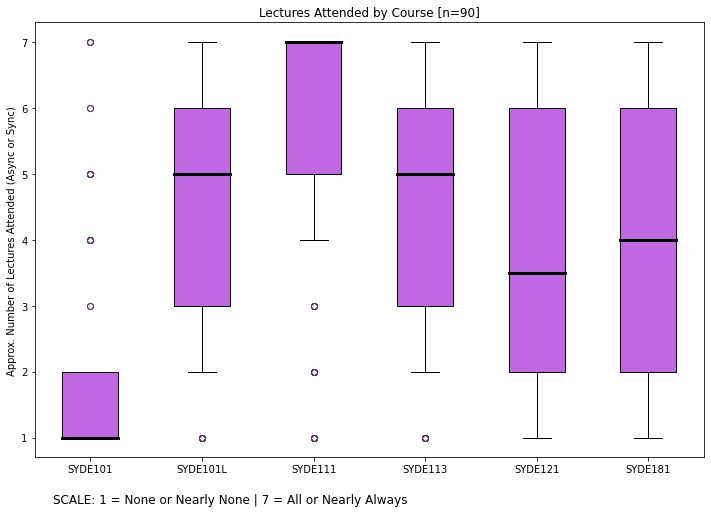 Lectures Attended by Course [n=90]
Approx. Number of Lectures Attended (Async or Sync)
7
6
5
4
3
2
1
SYDE101 SYDE101L SYDE111 SYDE113 SYDE121 SYDE181
SCALE: 1 = None or Nearly None | 7 = All or Nearly Always